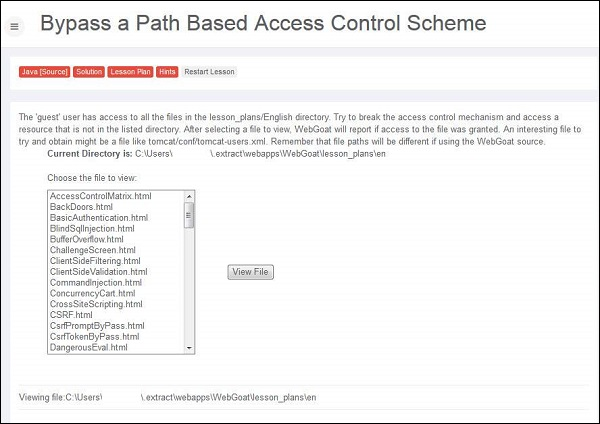 Bypass a Path Based Access Control Scheme
Java [Source] Solution Lesson Plan Hints Restart Lesson
The 'guest' user has access to all the files in the lesson_plans/English directory. Try to break the access control mechanism and access a
resource that is not in the listed directory. After selecting a file to view, WebGoat will report if access to the file was granted. An interesting file to
try and obtain might be a file like tomcat/conf/tomcat-users.xml. Remember that file paths will be different if using the WebGoat source.
Current Directory is: C:\Users\ \.extract\webapps\WebGoat\lesson_plans\en
Choose the file to view:
AccessControlMatrix.html
BackDoors.html
BasicAuthentication.html
BlindSqlInjection.html
BufferOverflow.html
ChallengeScreen.html
ClientSideFiltering.html
ClientSideValidation.html
CommandInjection.html
ConcurrencyCart.html
CrossSiteScripting.html
CSRF.html
CsrfPromptByPass.html
CsrfTokenByPass.html
DangerousEval.html
View File
Viewing file:C:\Users\ \.extract\webapps\WebGoat\lesson_plans\en